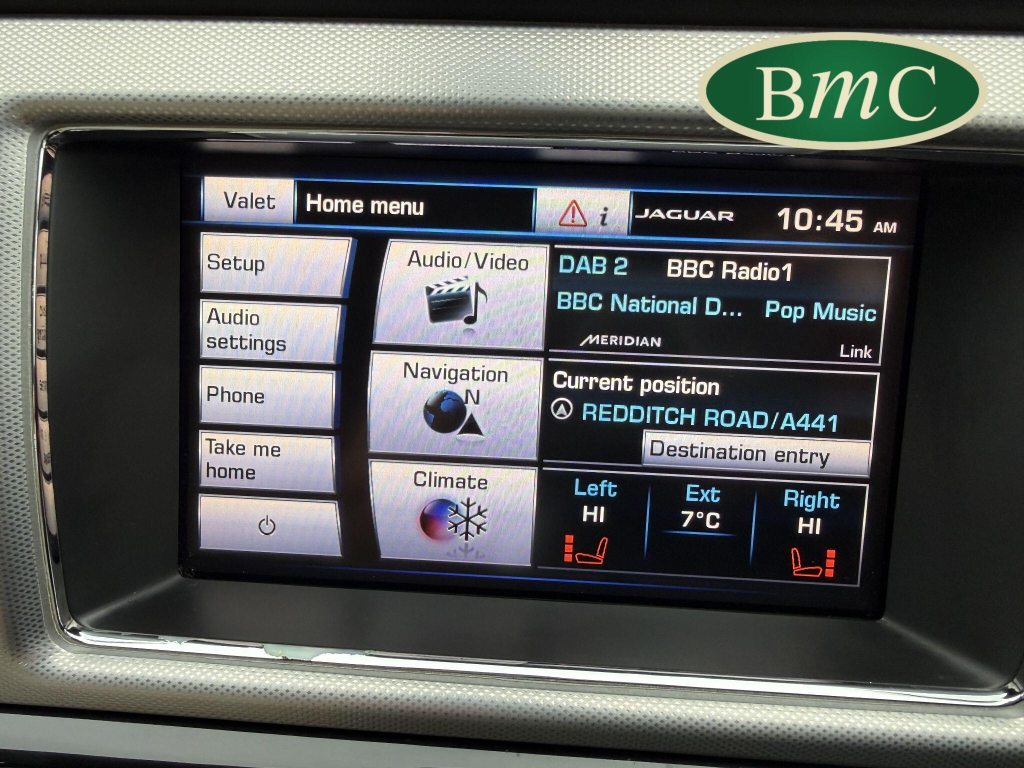 BmC
Valet
Home menu
i
JAGUAR
10:45 AM
Setup
Audio
settings
Phone
Take me
home
Audio/Video
Navigation
N
Climate
DAB 2 BBC Radio1
BBC National D... Pop Music
MERIDIAN
Link
Current position
REDDITCH ROAD/A441
Destination entry
Left
HI
Ext
7°C
Right
HI